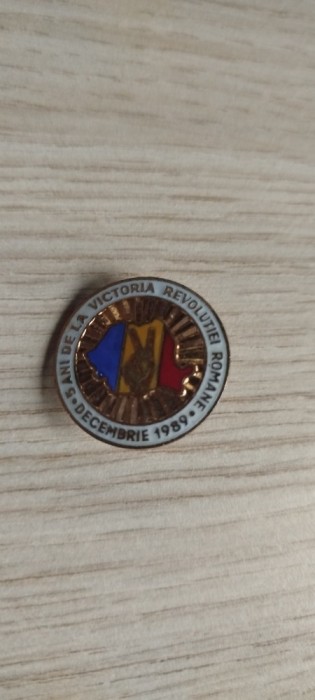 5 ANI DE LA VICTORIA REVOLUTIEI ROMANE
• DECEMBRIE 1989 •